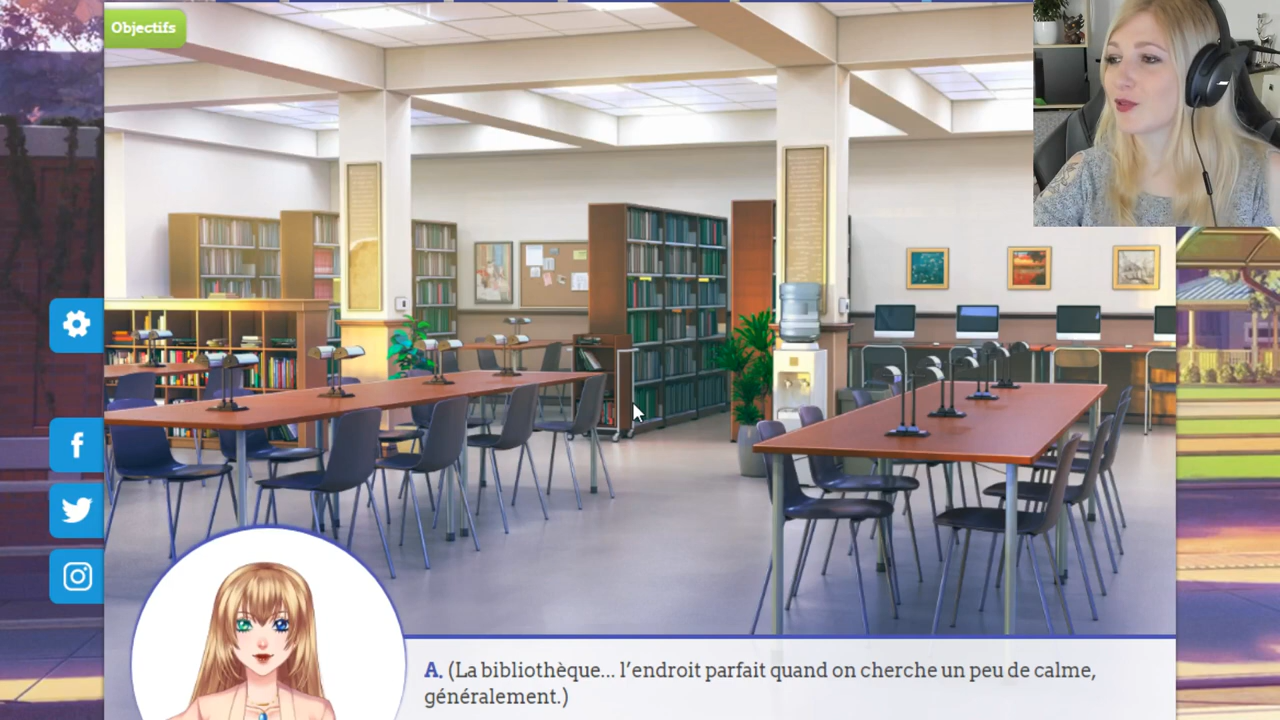 Objectifs
A. (La bibliothèque... l’endroit parfait quand on cherche un peu de calme,
généralement.)